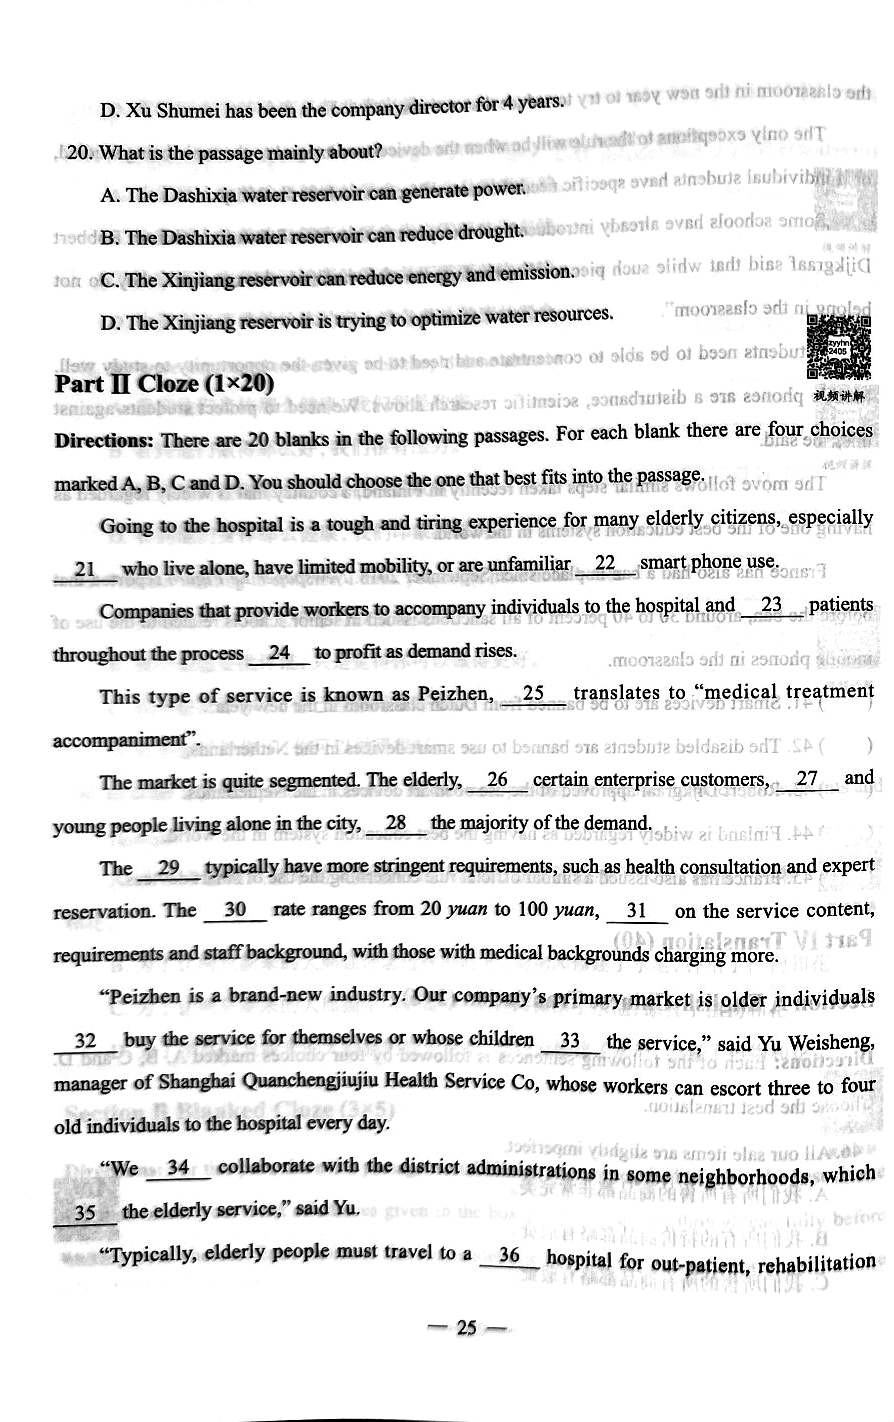 D. Xu Shumei has been the company director for 4 years.
20. What is the passage mainly about?
A. The Dashixia water reservoir can generate power.
B. The Dashixia water reservoir can reduce drought.
C. The Xinjiang reservoir can reduce energy and emission.
D. The Xinjiang reservoir is trying to optimize water resources.
zyyhn
2405
Part Ⅱ Cloze (1×20)
视频讲解
Directions: There are 20 blanks in the following passages. For each blank there are four choices
marked A, B, C and D. You should choose the one that best fits into the passage.
Going to the hospital is a tough and tiring experience for many elderly citizens, especially
21 who live alone, have limited mobility, or are unfamiliar 22 smart phone use.
Companies that provide workers to accompany individuals to the hospital and 23 patients
throughout the process 24 to profit as demand rises.
This type of service is known as Peizhen, 25 translates to “medical treatment
accompaniment”.
The market is quite segmented. The elderly, 26 certain enterprise customers, 27 and
young people living alone in the city, 28 the majority of the demand.
The 29 typically have more stringent requirements, such as health consultation and expert
reservation. The 30 rate ranges from 20 yuan to 100 yuan, 31 on the service content,
requirements and staff background, with those with medical backgrounds charging more.
“Peizhen is a brand-new industry. Our company’s primary market is older individuals
32 buy the service for themselves or whose children 33 the service,” said Yu Weisheng,
manager of Shanghai Quanchengjiujiu Health Service Co, whose workers can escort three to four
old individuals to the hospital every day.
“We 34 collaborate with the district administrations in some neighborhoods, which
35 the elderly service,” said Yu.
“Typically, elderly people must travel to a 36 hospital for out-patient, rehabilitation
— 25 —